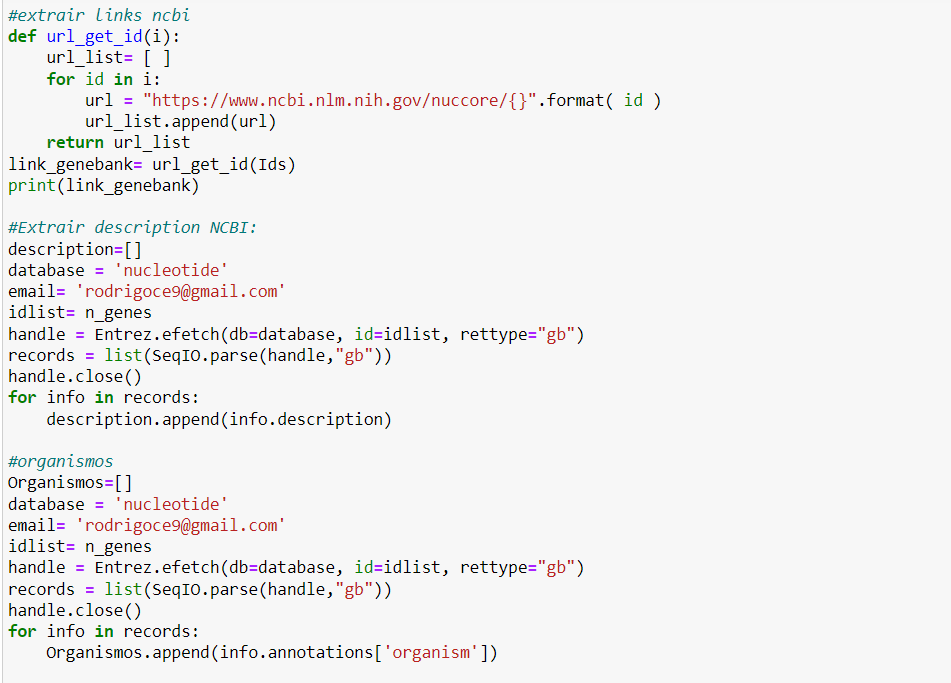 #extrair links ncbi
def url_get_id(i):
    url_list= [ ]
    for id in i:
        url = "https://www.ncbi.nlm.nih.gov/nuccore/{}".format( id )
        url_list.append(url)
    return url_list
link_genebank= url_get_id(Ids)
print(link_genebank)

#Extrair description NCBI:
description=[]
database = 'nucleotide'
email= 'rodrigoce9@gmail.com'
idlist= n_genes
handle = Entrez.efetch(db=database, id=idlist, rettype="gb")
records = list(SeqIO.parse(handle,"gb"))
handle.close()
for info in records:
    description.append(info.description)

#organismos
Organismos=[]
database = 'nucleotide'
email= 'rodrigoce9@gmail.com'
idlist= n_genes
handle = Entrez.efetch(db=database, id=idlist, rettype="gb")
records = list(SeqIO.parse(handle,"gb"))
handle.close()
for info in records:
    Organismos.append(info.annotations['organism'])